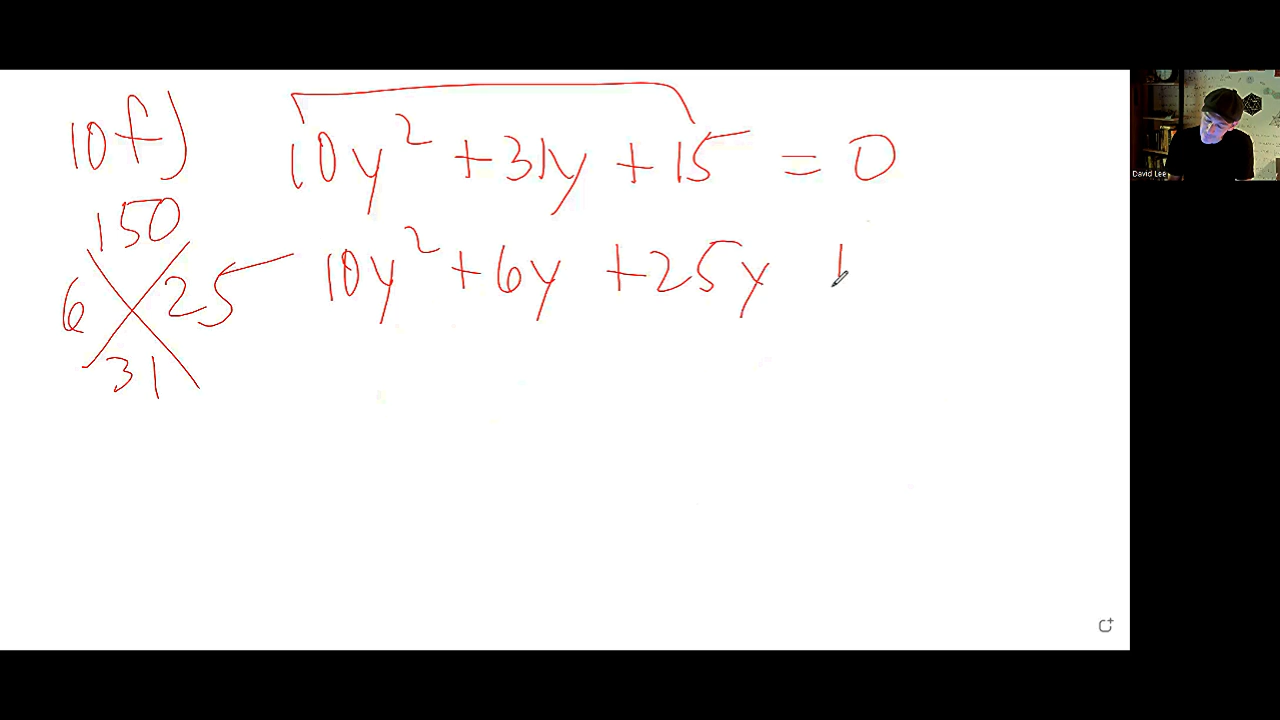 10f) 10y² + 31y + 15 = 0
150
6 25 10y² + 6y + 25y
31
David Lee